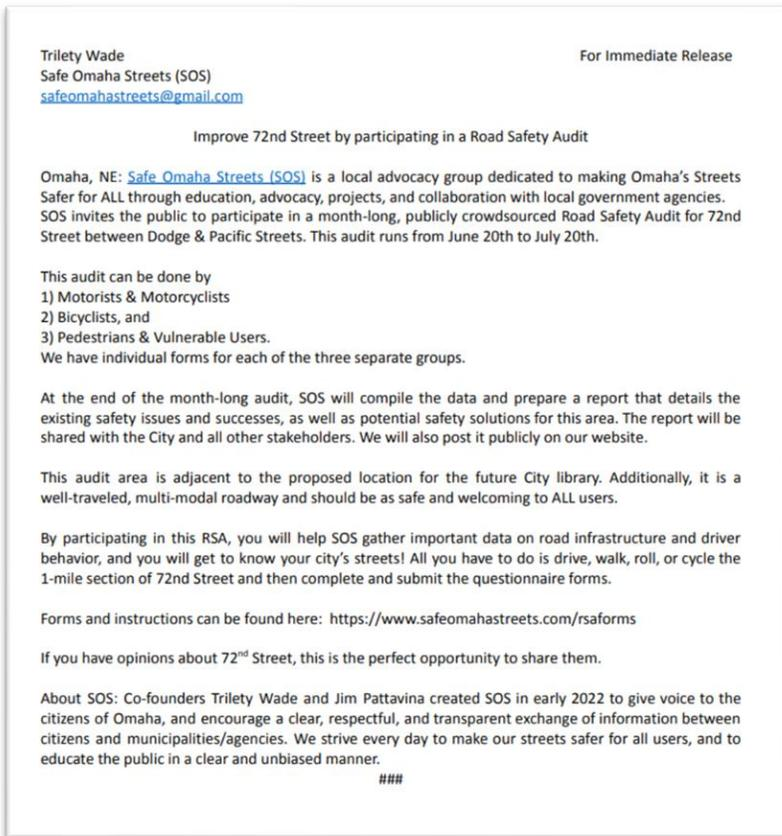 Trilety Wade For Immediate Release
Safe Omaha Streets (SOS)
safeomahastreets@gmail.com
Improve 72nd Street by participating in a Road Safety Audit
Omaha, NE: Safe Omaha Streets (SOS) is a local advocacy group dedicated to making Omaha's Streets
Safer for ALL through education, advocacy, projects, and collaboration with local government agencies.
SOS invites the public to participate in a month-long, publicly crowdsourced Road Safety Audit for 72nd
Street between Dodge & Pacific Streets. This audit runs from June 20th to July 20th.
This audit can be done by
1) Motorists & Motorcyclists
2) Bicyclists, and
3) Pedestrians & Vulnerable Users.
We have individual forms for each of the three separate groups.
At the end of the month-long audit, SOS will compile the data and prepare a report that details the
existing safety issues and successes, as well as potential safety solutions for this area. The report will be
shared with the City and all other stakeholders. We will also post it publicly on our website.
This audit area is adjacent to the proposed location for the future City library. Additionally, it is a
well-traveled, multi-modal roadway and should be as safe and welcoming to ALL users.
By participating in this RSA, you will help SOS gather important data on road infrastructure and driver
behavior, and you will get to know your city's streets! All you have to do is drive, walk, roll, or cycle the
1-mile section of 72nd Street and then complete and submit the questionnaire forms.
Forms and instructions can be found here: https://www.safeomahastreets.com/rsaforms
If you have opinions about 72nd Street, this is the perfect opportunity to share them.
About SOS: Co-founders Trilety Wade and Jim Pattavina created SOS in early 2022 to give voice to the
citizens of Omaha, and encourage a clear, respectful, and transparent exchange of information between
citizens and municipalities/agencies. We strive every day to make our streets safer for all users, and to
educate the public in a clear and unbiased manner.
###